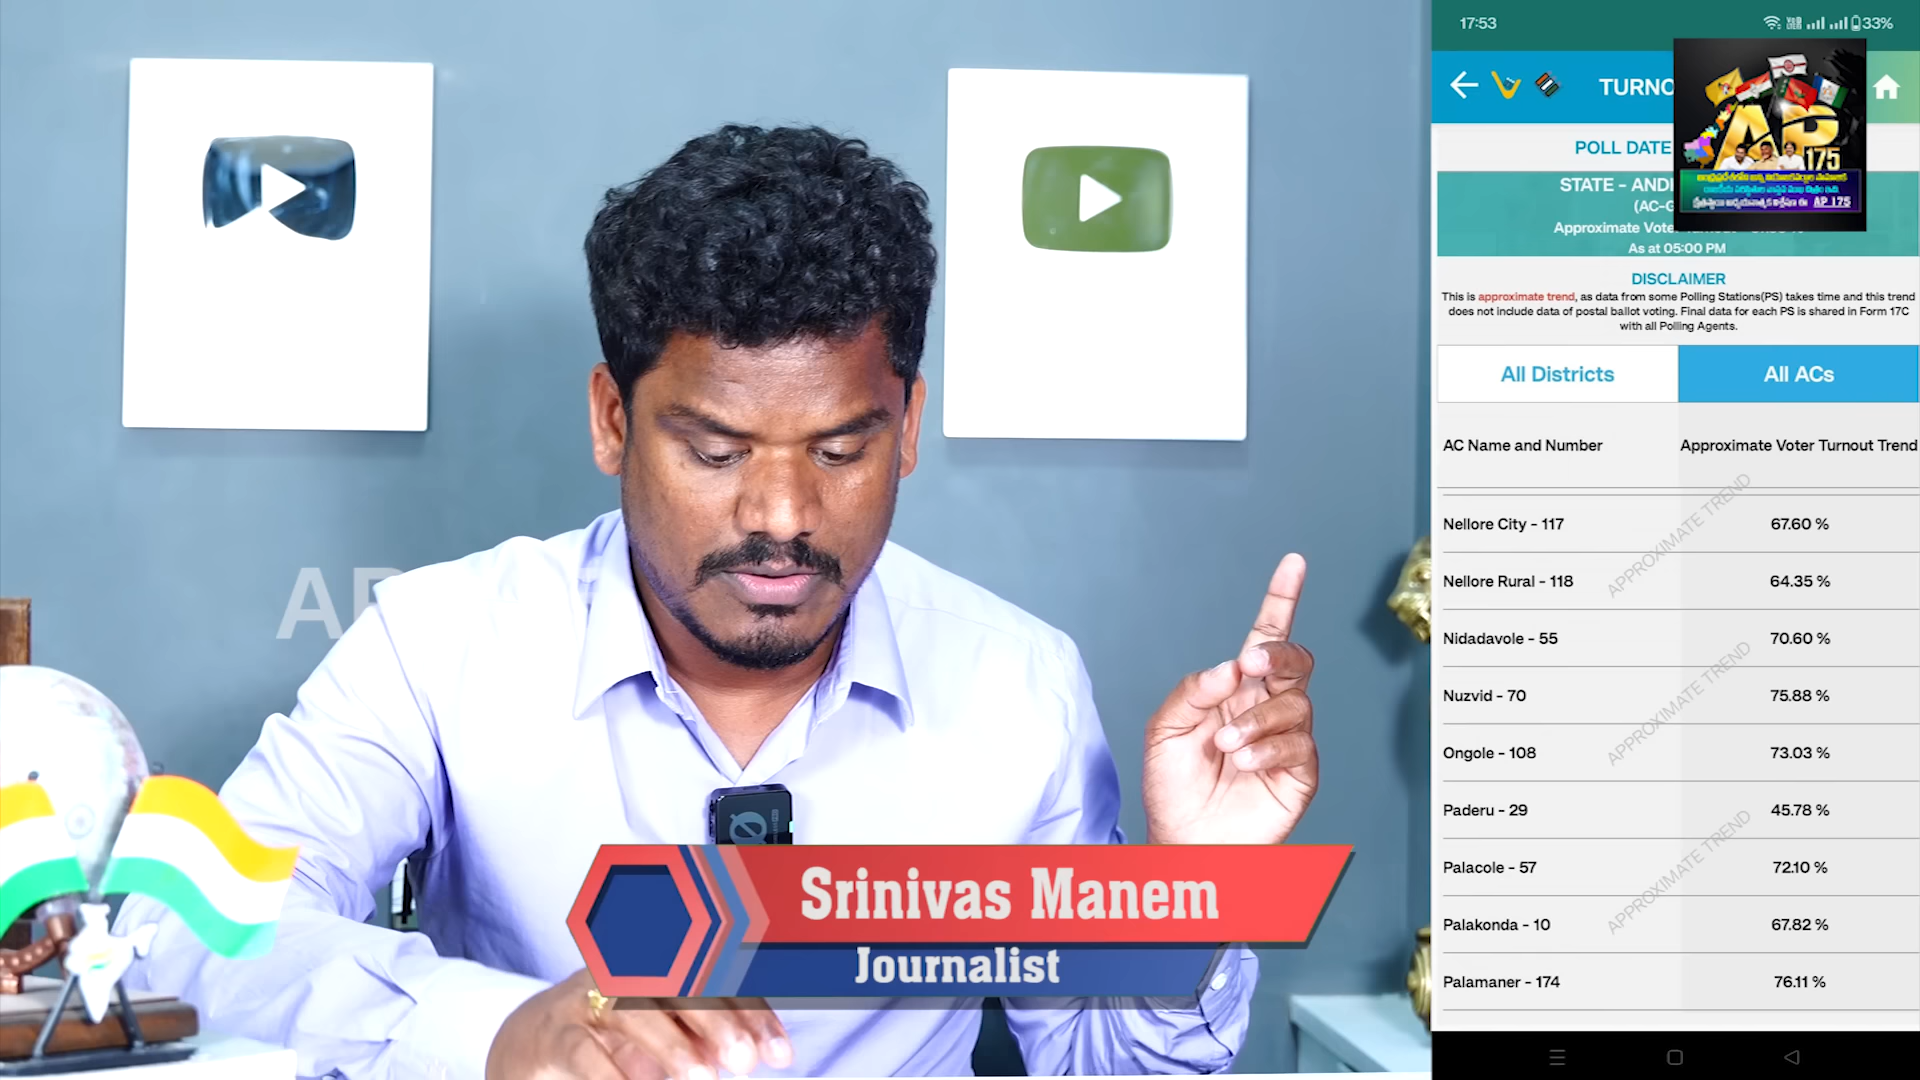 17:53
33%
TURNO
POLL DATE
STATE - ANDI
(AC-G
Approximate Vote
As at 05:00 PM
AP
175
AP 175
DISCLAIMER
This is approximate trend, as data from some Polling Stations(PS) takes time and this trend
does not include data of postal ballot voting. Final data for each PS is shared in Form 17C
with all Polling Agents.
All Districts
All ACs
AC Name and Number
Approximate Voter Turnout Trend
Nellore City - 117
67.60 %
Nellore Rural - 118
64.35 %
Nidadavole - 55
70.60 %
Nuzvid - 70
75.88 %
Ongole - 108
73.03 %
Paderu - 29
45.78 %
Palacole - 57
72.10 %
Palakonda - 10
67.82 %
Palamaner - 174
76.11 %
APPROXIMATE TREND
APPROXIMATE TREND
APPROXIMATE TREND
Srinivas Manem
Journalist